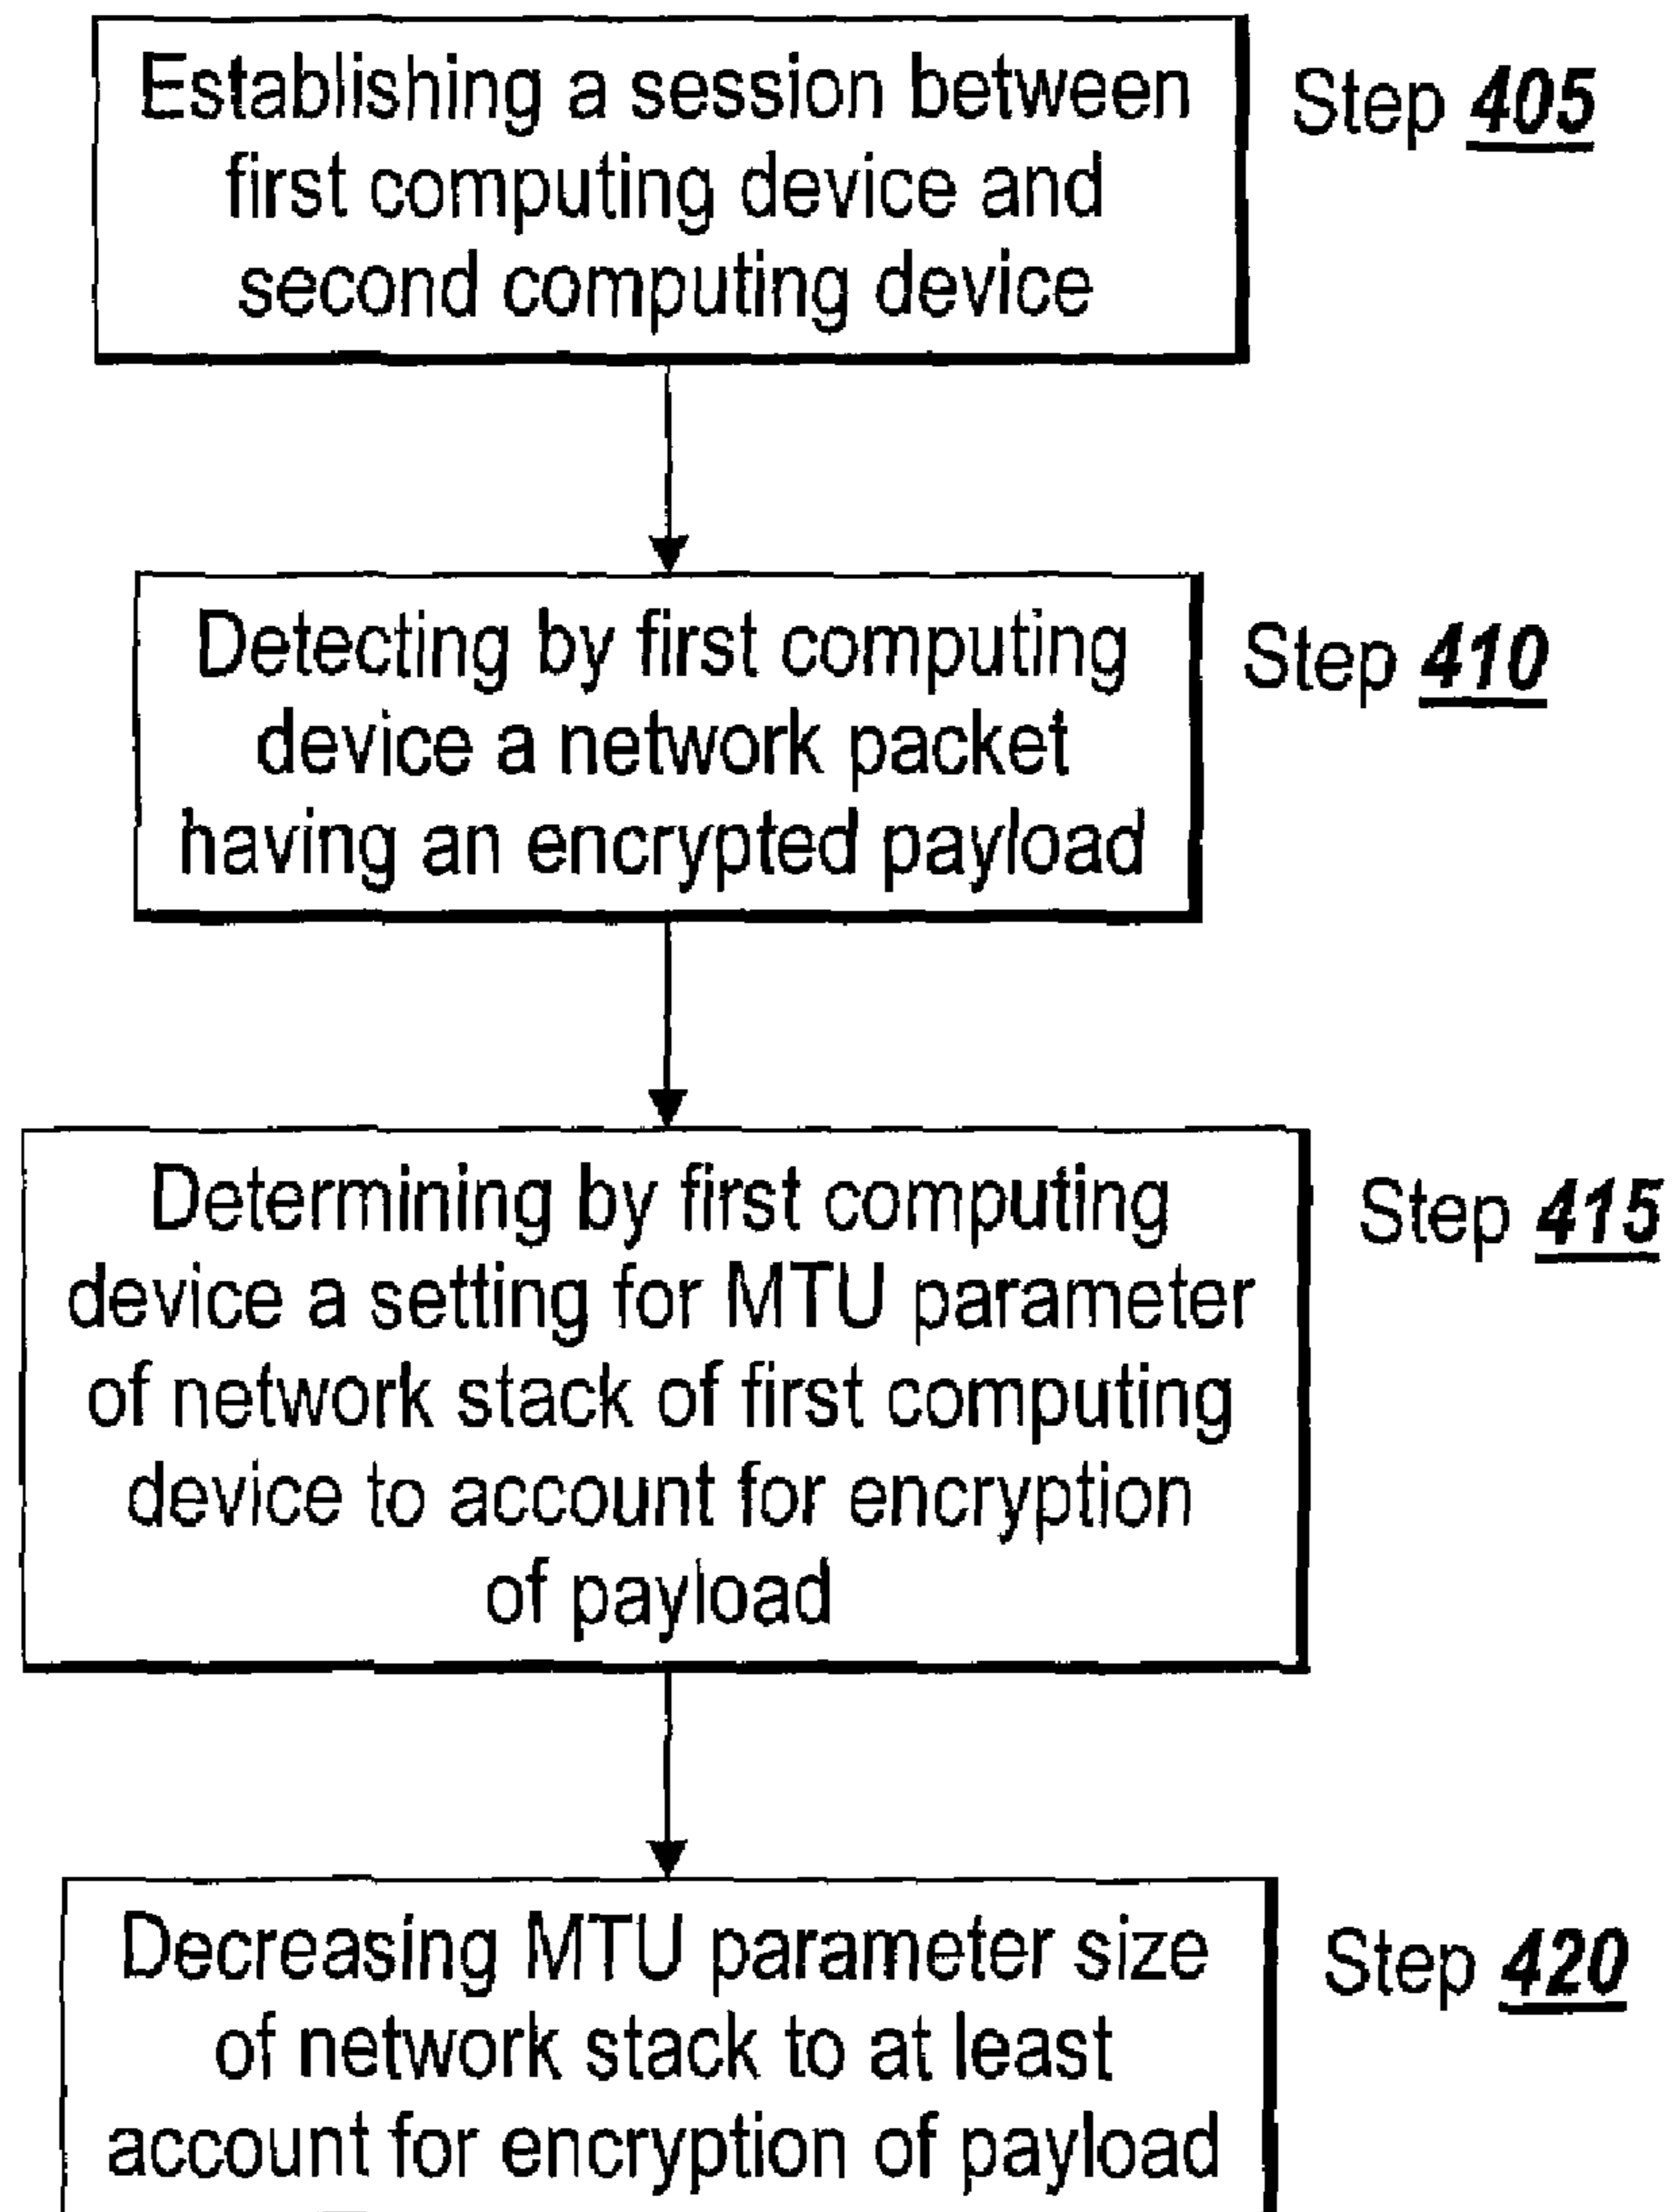 Establishing a session between
first computing device and
second computing device
Step 405
Detecting by first computing
device a network packet
having an encrypted payload
Step 410
Determining by first computing
device a setting for MTU parameter
of network stack of first computing
device to account for encryption
of payload
Step 415
Decreasing MTU parameter size
of network stack to at least
account for encryption of payload
Step 420